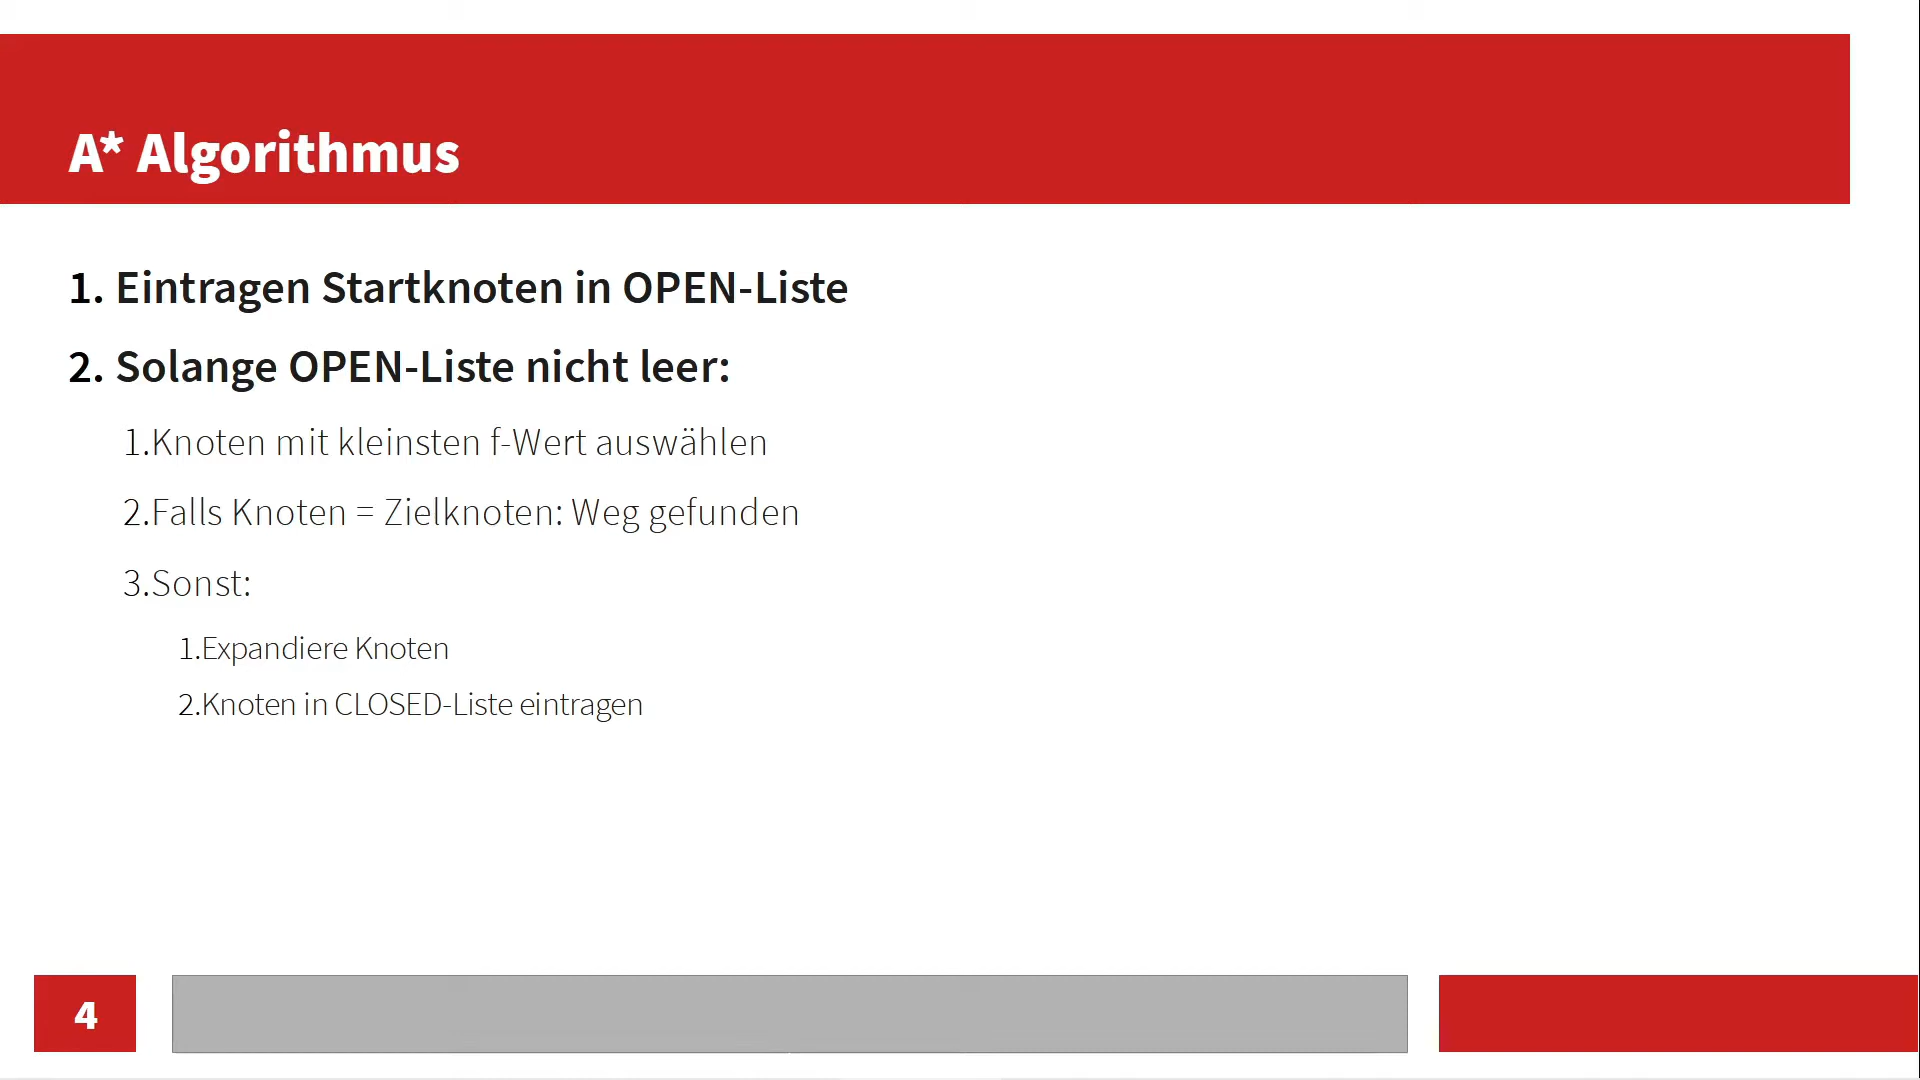 A* Algorithmus
1. Eintragen Startknoten in OPEN-Liste
2. Solange OPEN-Liste nicht leer:
1.Knoten mit kleinsten f-Wert auswählen
2.Falls Knoten = Zielknoten: Weg gefunden
3.Sonst:
1.Expandiere Knoten
2.Knoten in CLOSED-Liste eintragen
4